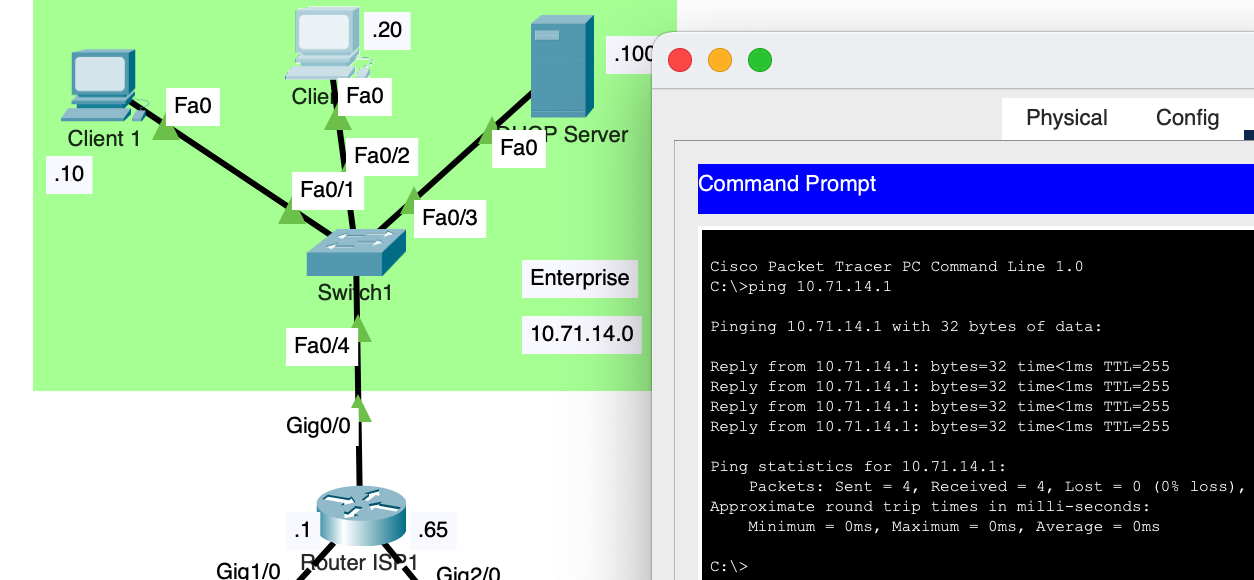 .20
.100
Fa0
Fa0
Client 1
DHCP Server
Fa0
Fa0/2
.10
Fa0/1
Fa0/3
Enterprise
Switch1
10.71.14.0
Fa0/4
Gig0/0
.1
.65
Router ISP1
Gig1/0
Gig2/0
Physical
Config
Command Prompt
Cisco Packet Tracer PC Command Line 1.0
C:\>ping 10.71.14.1
Pinging 10.71.14.1 with 32 bytes of data:
Reply from 10.71.14.1: bytes=32 time<1ms TTL=255
Reply from 10.71.14.1: bytes=32 time<1ms TTL=255
Reply from 10.71.14.1: bytes=32 time<1ms TTL=255
Reply from 10.71.14.1: bytes=32 time<1ms TTL=255
Ping statistics for 10.71.14.1:
Packets: Sent = 4, Received = 4, Lost = 0 (0% loss),
Approximate round trip times in milli-seconds:
Minimum = 0ms, Maximum = 0ms, Average = 0ms
C:\>